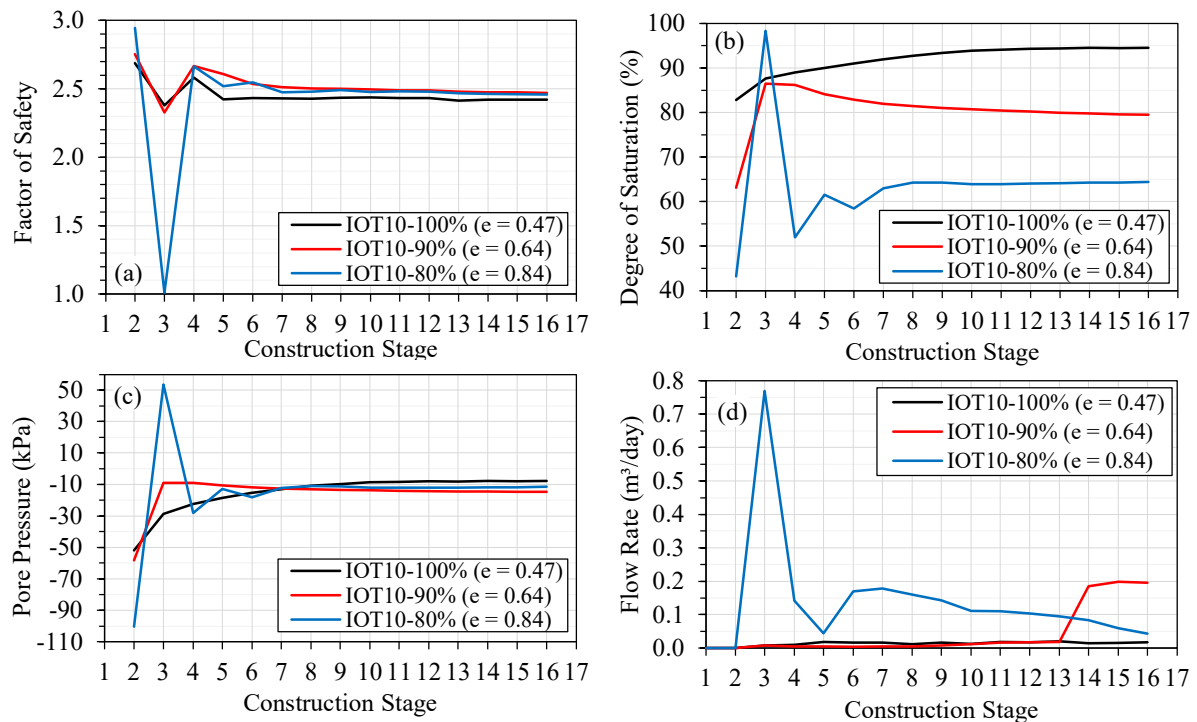 3.0
2.5
2.0
1.5
1.0
Factor of Safety
(a)
IOT10-100% (e = 0.47)
IOT10-90% (e = 0.64)
IOT10-80% (e = 0.84)
1 2 3 4 5 6 7 8 9 10 11 12 13 14 15 16 17
Construction Stage
100
90
80
70
60
50
40
Degree of Saturation (%)
(b)
IOT10-100% (e = 0.47)
IOT10-90% (e = 0.64)
IOT10-80% (e = 0.84)
1 2 3 4 5 6 7 8 9 10 11 12 13 14 15 16 17
Construction Stage
50
30
10
-10
-30
-50
-70
-90
-110
Pore Pressure (kPa)
(c)
IOT10-100% (e = 0.47)
IOT10-90% (e = 0.64)
IOT10-80% (e = 0.84)
1 2 3 4 5 6 7 8 9 10 11 12 13 14 15 16 17
Construction Stage
0.8
0.7
0.6
0.5
0.4
0.3
0.2
0.1
0.0
Flow Rate (m³/day)
(d)
IOT10-100% (e = 0.47)
IOT10-90% (e = 0.64)
IOT10-80% (e = 0.84)
1 2 3 4 5 6 7 8 9 10 11 12 13 14 15 16 17
Construction Stage